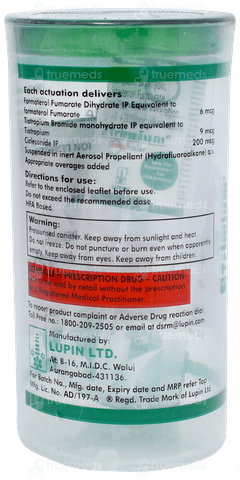 truemeds
Each actuation delivers
Formoterol Fumarate Dihydrate IP Equivalent to
Formoterol Fumarate 6 mcg
Tiotropium Bromide monohydrate IP equivalent to
Tiotropium 9 mcg
Ciclesonide IP 200 mcg
Suspended in inert Aerosol Propellant (Hydrofluoroalkane) q.s.
Appropriate overages added
Directions for use:
Refer to the enclosed leaflet before use.
Do not exceed the recommended dose.
HFA Based.
Warning:
Pressurised canister. Keep away from sunlight and heat.
Do not freeze. Do not puncture or burn even when apparently
empty. Keep away from eyes. Keep away from children.
PRESCRIPTION DRUG – CAUTION
sold by retail without the prescription
Registered Medical Practitioner.
To report product complaint or Adverse Drug reaction dial
Toll Free no.: 1800-209-2505 or email at dsrm@lupin.com
Manufactured by:
LUPIN LTD.
At: B-16, M.I.D.C. Waluj
Aurangabad-431136.
For Batch No., Mfg. date, Expiry date and MRP refer Top
Mfg. Lic. No. AD/197-A ® Regd. Trade Mark of Lupin Ltd.